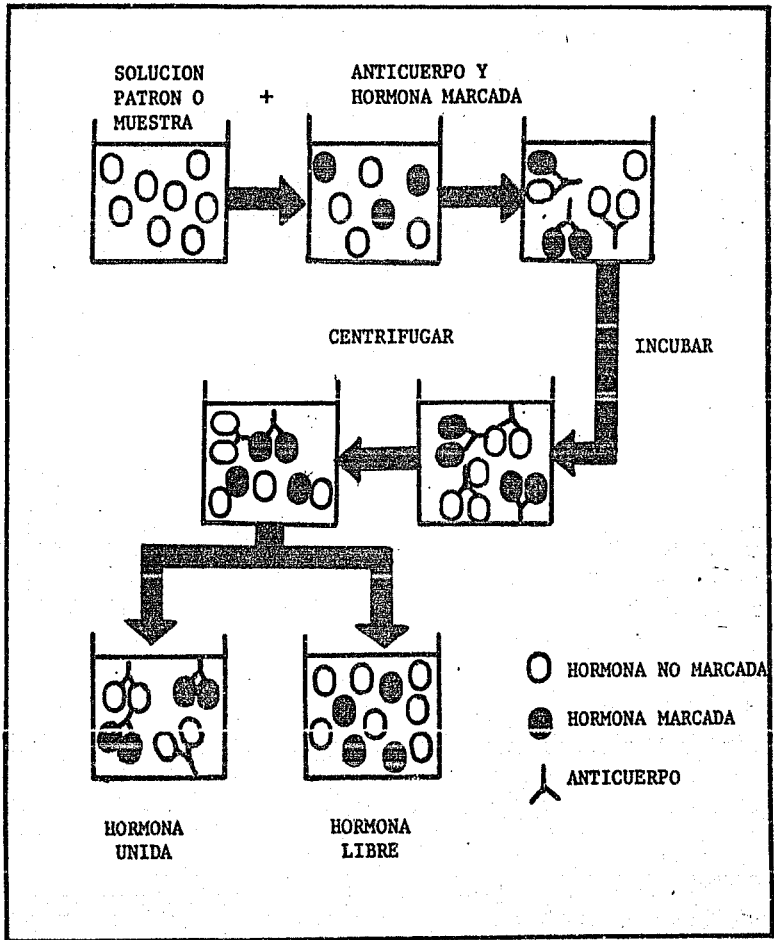 SOLUCION
PATRON O
MUESTRA
+
ANTICUERPO Y
HORMONA MARCADA
CENTRIFUGAR
INCUBAR
HORMONA NO MARCADA
HORMONA MARCADA
ANTICUERPO
HORMONA
UNIDA
HORMONA
LIBRE